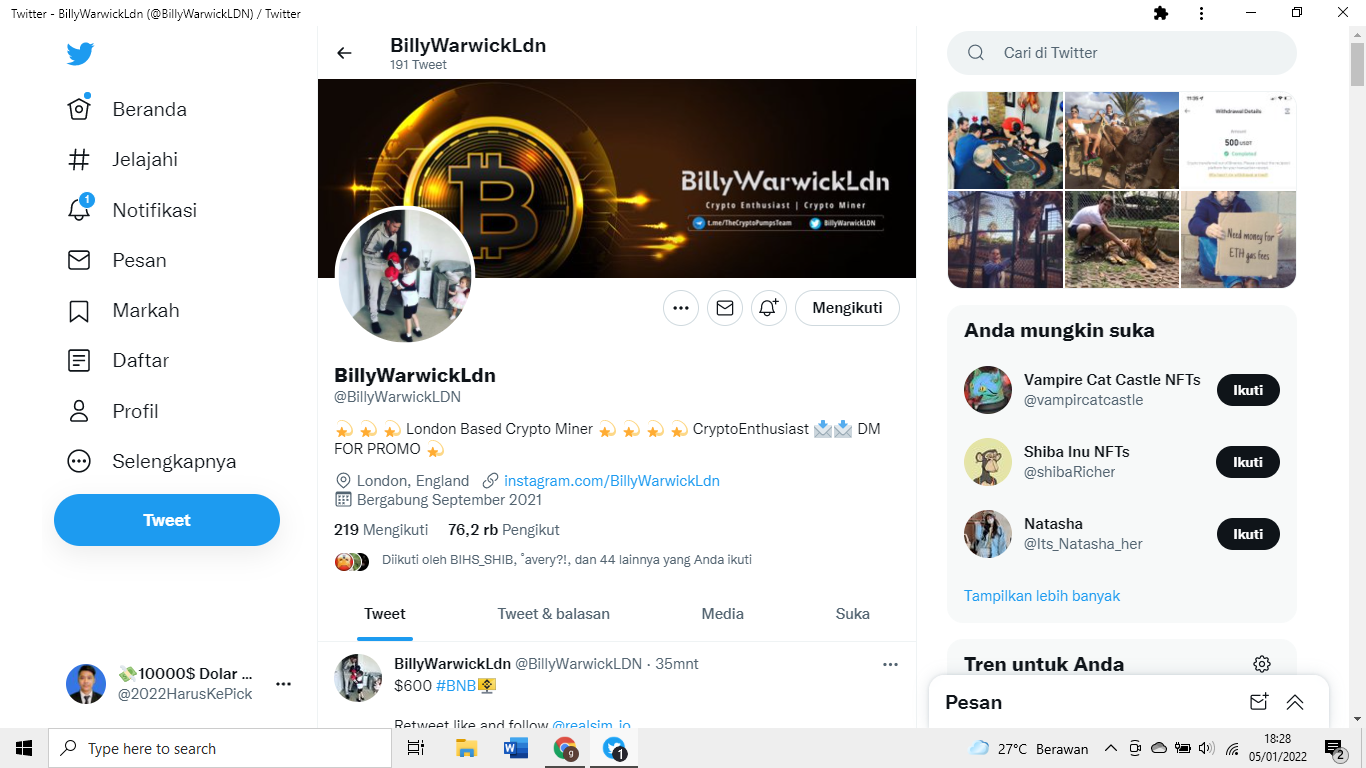 Twitter - BillyWarwickLdn (@BillyWarwickLDN) / Twitter
Beranda
Jelajahi
1
Notifikasi
Pesan
Markah
Daftar
Profil
Selengkapnya
Tweet
💸10000$ Dolar ...
@2022HarusKePick
BillyWarwickLdn
191 Tweet
BillyWarwickLdn
Crypto Enthusiast | Crypto Miner
t.me/TheCryptoPumpsTeam BillyWarwickLDN
Mengikuti
BillyWarwickLdn
@BillyWarwickLDN
💫 💫 💫 London Based Crypto Miner 💫 💫 💫 💫 CryptoEnthusiast 📩📩 DM
FOR PROMO 💫
London, England instagram.com/BillyWarwickLdn
Bergabung September 2021
219 Mengikuti 76,2 rb Pengikut
Diikuti oleh BIHS_SHIB, ˚avery?!, dan 44 lainnya yang Anda ikuti
Tweet Tweet & balasan Media Suka
BillyWarwickLdn @BillyWarwickLDN · 35mnt
$600 #BNB
Retweet like and follow @realsim_io
Cari di Twitter
11:35
Withdrawal Details
500 USDT
Completed
Need money for
ETH gas fees
Anda mungkin suka
Vampire Cat Castle NFTs
@vampircatcastle
Ikuti
Shiba Inu NFTs
@shibaRicher
Ikuti
Natasha
@Its_Natasha_her
Ikuti
Tampilkan lebih banyak
Tren untuk Anda
Pesan
Type here to search
1
27°C Berawan
18:28
05/01/2022
2